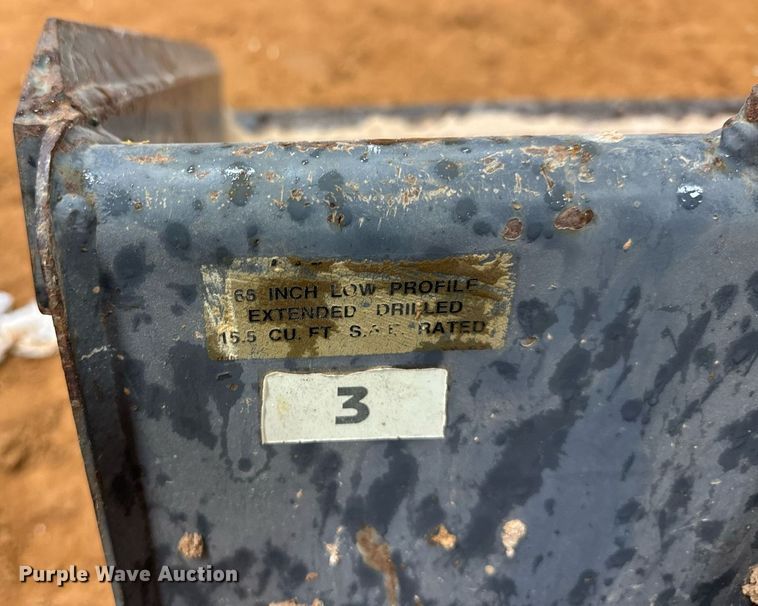 65 INCH LOW PROFILE
EXTENDED DRILLED
15.5 CU. FT S.A.E RATED
3
Purple Wave Auction